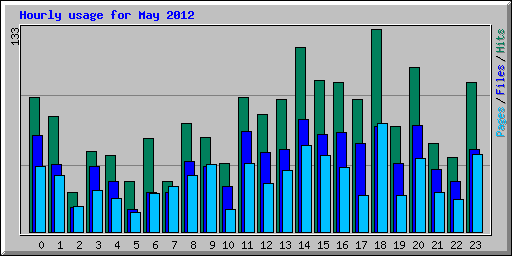 Hourly usage for May 2012
133
Pages/Files/Hits
0 1 2 3 4 5 6 7 8 9 10 11 12 13 14 15 16 17 18 19 20 21 22 23